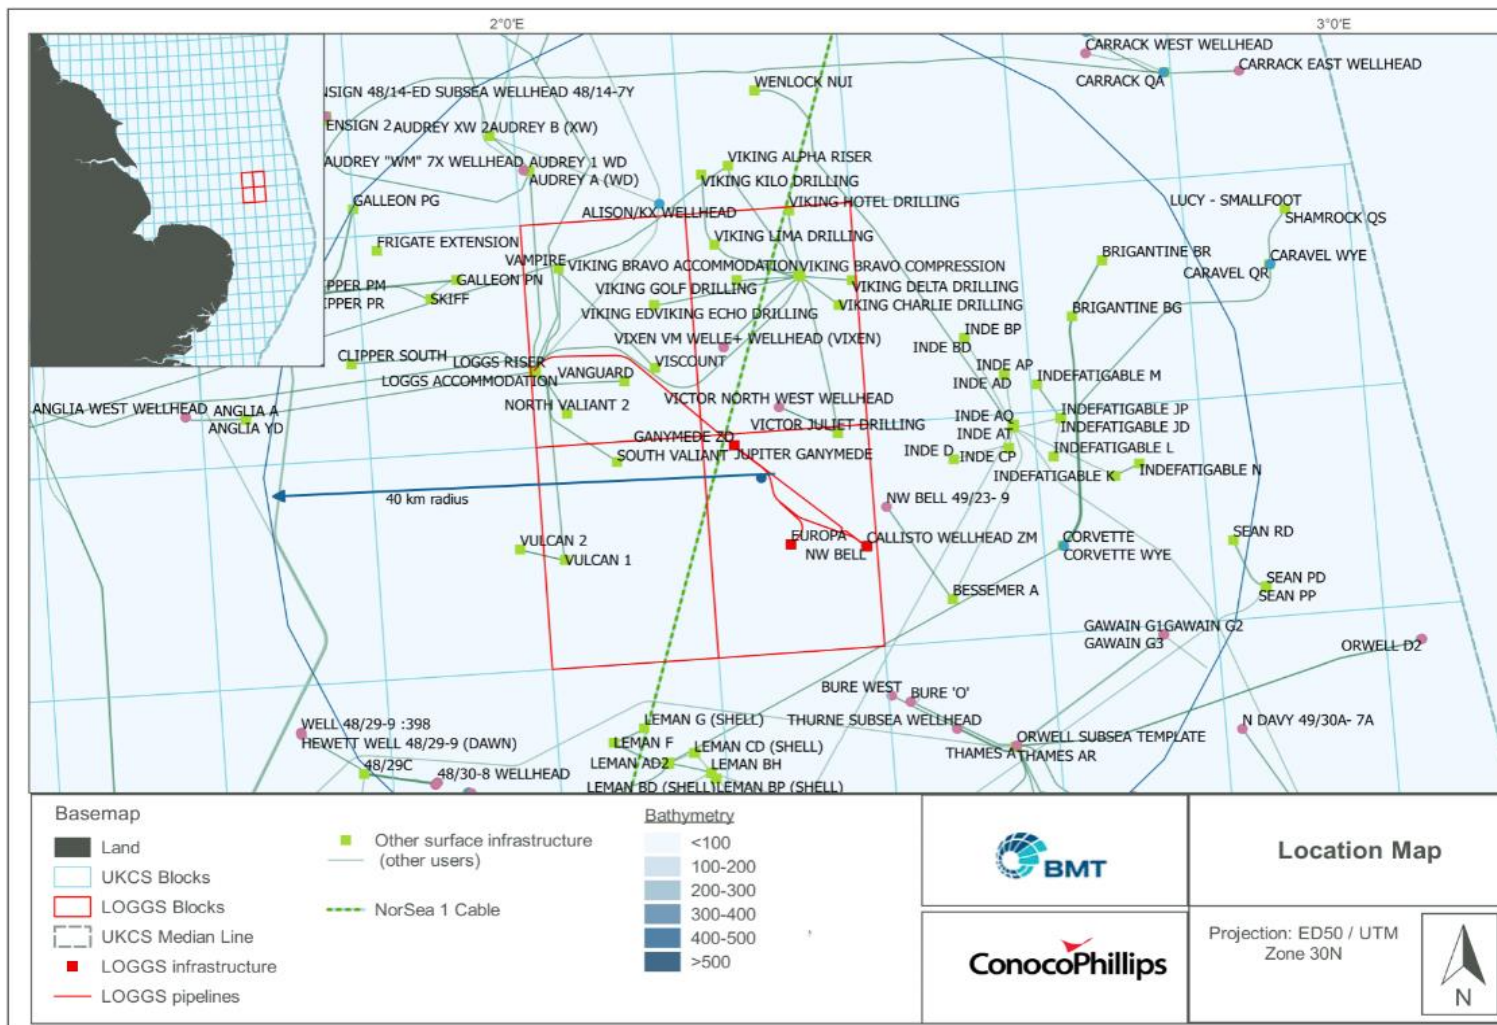 2°0'E
3°0'E
CARRACK WEST WELLHEAD
CARRACK EAST WELLHEAD
CARRACK QA
WENLOCK NUI
NSIGN 48/14-ED SUBSEA WELLHEAD 48/14-7Y
ENSIGN 2
AUDREY XW 2
AUDREY B (XW)
AUDREY "WM" 7X WELLHEAD
AUDREY 1 WD
AUDREY A (WD)
VIKING ALPHA RISER
VIKING KILO DRILLING
GALLEON PG
ALISON/KX WELLHEAD
VIKING HOTEL DRILLING
LUCY - SMALLFOOT
SHAMROCK QS
FRIGATE EXTENSION
VIKING LIMA DRILLING
VAMPIRE
VIKING BRAVO ACCOMMODATION
VIKING BRAVO COMPRESSION
BRIGANTINE BR
CARAVEL WYE
CARAVEL QR
IPPER PM
GALLEON PN
VIKING GOLF DRILLING
VIKING DELTA DRILLING
IPPER PR
SKIFF
VIKING ED
VIKING ECHO DRILLING
VIKING CHARLIE DRILLING
BRIGANTINE BG
VIXEN VM WELLE+ WELLHEAD (VIXEN)
INDE BP
INDE BD
CLIPPER SOUTH
LOGGS RISER
VISCOUNT
INDE AP
LOGGS ACCOMMODATION
VANGUARD
INDE AD
INDEFATIGABLE M
ANGLIA WEST WELLHEAD
ANGLIA A
NORTH VALIANT 2
VICTOR NORTH WEST WELLHEAD
INDE AQ
INDEFATIGABLE JP
ANGLIA YD
VICTOR JULIET DRILLING
INDE AT
INDEFATIGABLE JD
GANYMEDE ZD
SOUTH VALIANT
JUPITER GANYMEDE
INDE D
INDE CP
INDEFATIGABLE L
INDEFATIGABLE K
INDEFATIGABLE N
40 km radius
NW BELL 49/23- 9
VULCAN 2
VULCAN 1
EUROPA
NW BELL
CALLISTO WELLHEAD ZM
CORVETTE
CORVETTE WYE
SEAN RD
BESSEMER A
SEAN PD
SEAN PP
GAWAIN G1
GAWAIN G2
GAWAIN G3
ORWELL D2
BURE WEST
BURE 'O'
WELL 48/29-9 :398
HEWETT WELL 48/29-9 (DAWN)
LEMAN G (SHELL)
THURNE SUBSEA WELLHEAD
ORWELL SUBSEA TEMPLATE
N DAVY 49/30A- 7A
LEMAN F
LEMAN CD (SHELL)
THAMES A
THAMES AR
48/29C
48/30-8 WELLHEAD
LEMAN AD2
LEMAN BH
LEMAN BD (SHELL)
LEMAN BP (SHELL)
Basemap
Land
UKCS Blocks
LOGGS Blocks
UKCS Median Line
LOGGS infrastructure
LOGGS pipelines
Other surface infrastructure
(other users)
NorSea 1 Cable
Bathymetry
<100
100-200
200-300
300-400
400-500
>500
BMT
ConocoPhillips
Location Map
Projection: ED50 / UTM
Zone 30N
N